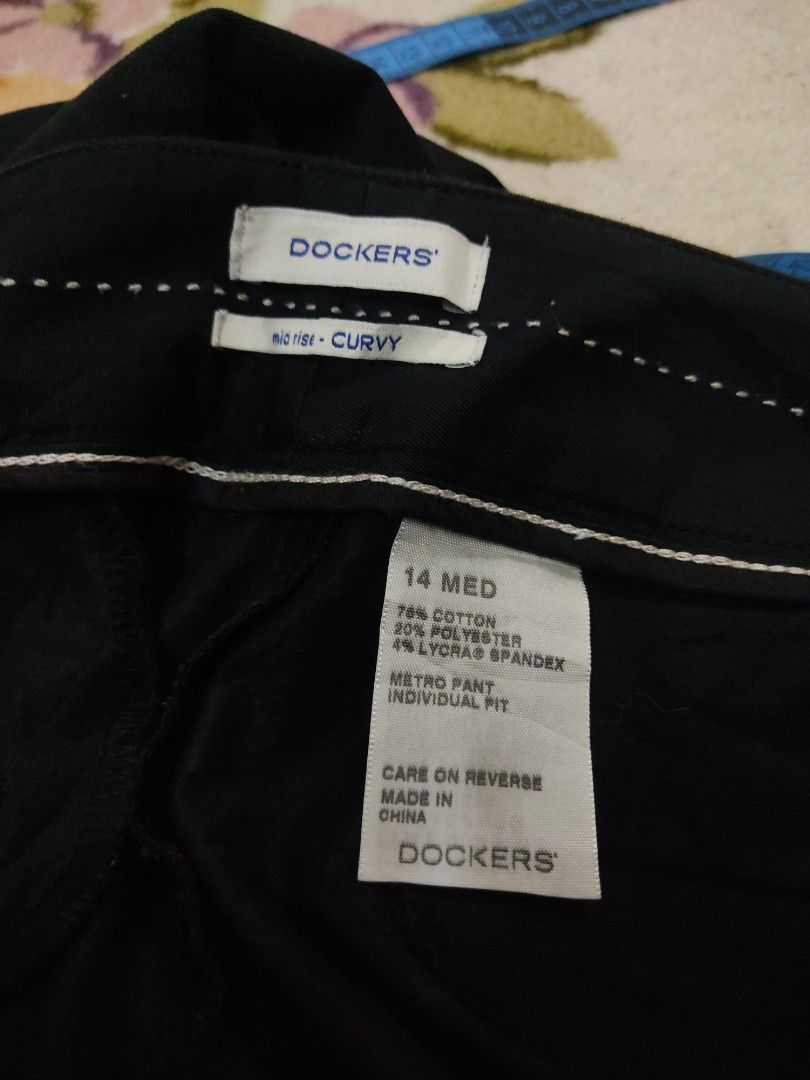 DOCKERS'
mid rise - CURVY
14 MED
76% COTTON
20% POLYESTER
4% LYCRA® SPANDEX
METRO PANT
INDIVIDUAL FIT
CARE ON REVERSE
MADE IN
CHINA
DOCKERS'